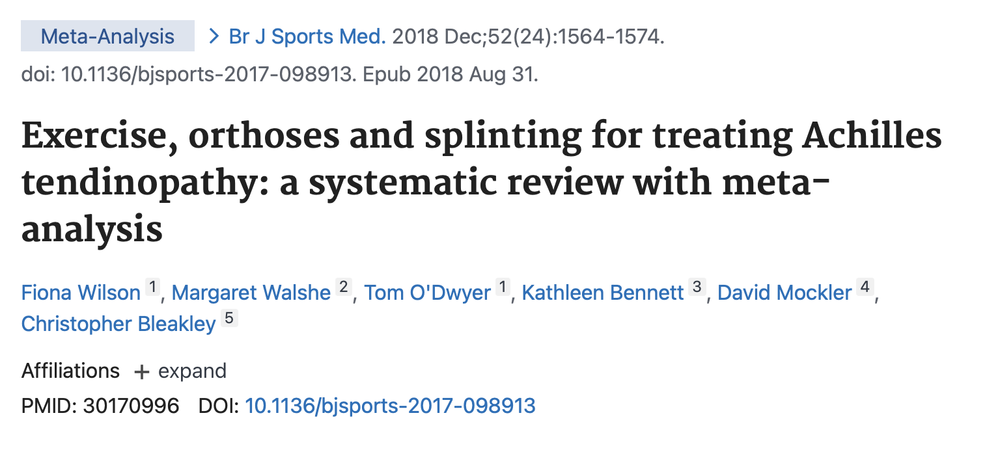 Meta-Analysis > Br J Sports Med. 2018 Dec;52(24):1564-1574.
doi: 10.1136/bjsports-2017-098913. Epub 2018 Aug 31.
Exercise, orthoses and splinting for treating Achilles
tendinopathy: a systematic review with meta-
analysis
Fiona Wilson 1, Margaret Walshe 2, Tom O'Dwyer 1, Kathleen Bennett 3, David Mockler 4,
Christopher Bleakley 5
Affiliations + expand
PMID: 30170996 DOI: 10.1136/bjsports-2017-098913